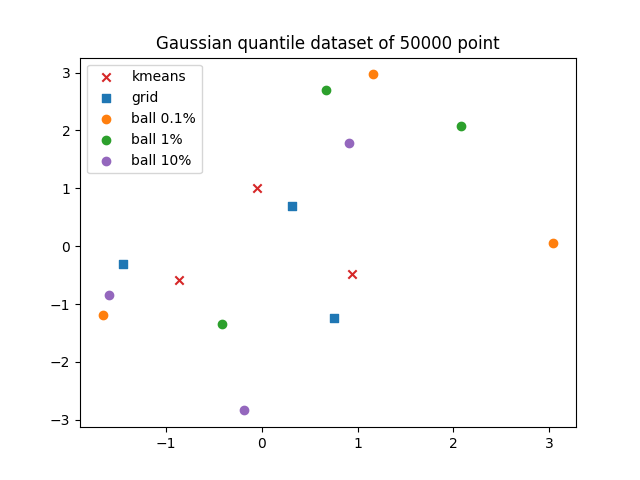 Gaussian quantile dataset of 50000 point
kmeans
grid
ball 0.1%
ball 1%
ball 10%
3
2
1
0
−1
−2
−3
−1 0 1 2 3